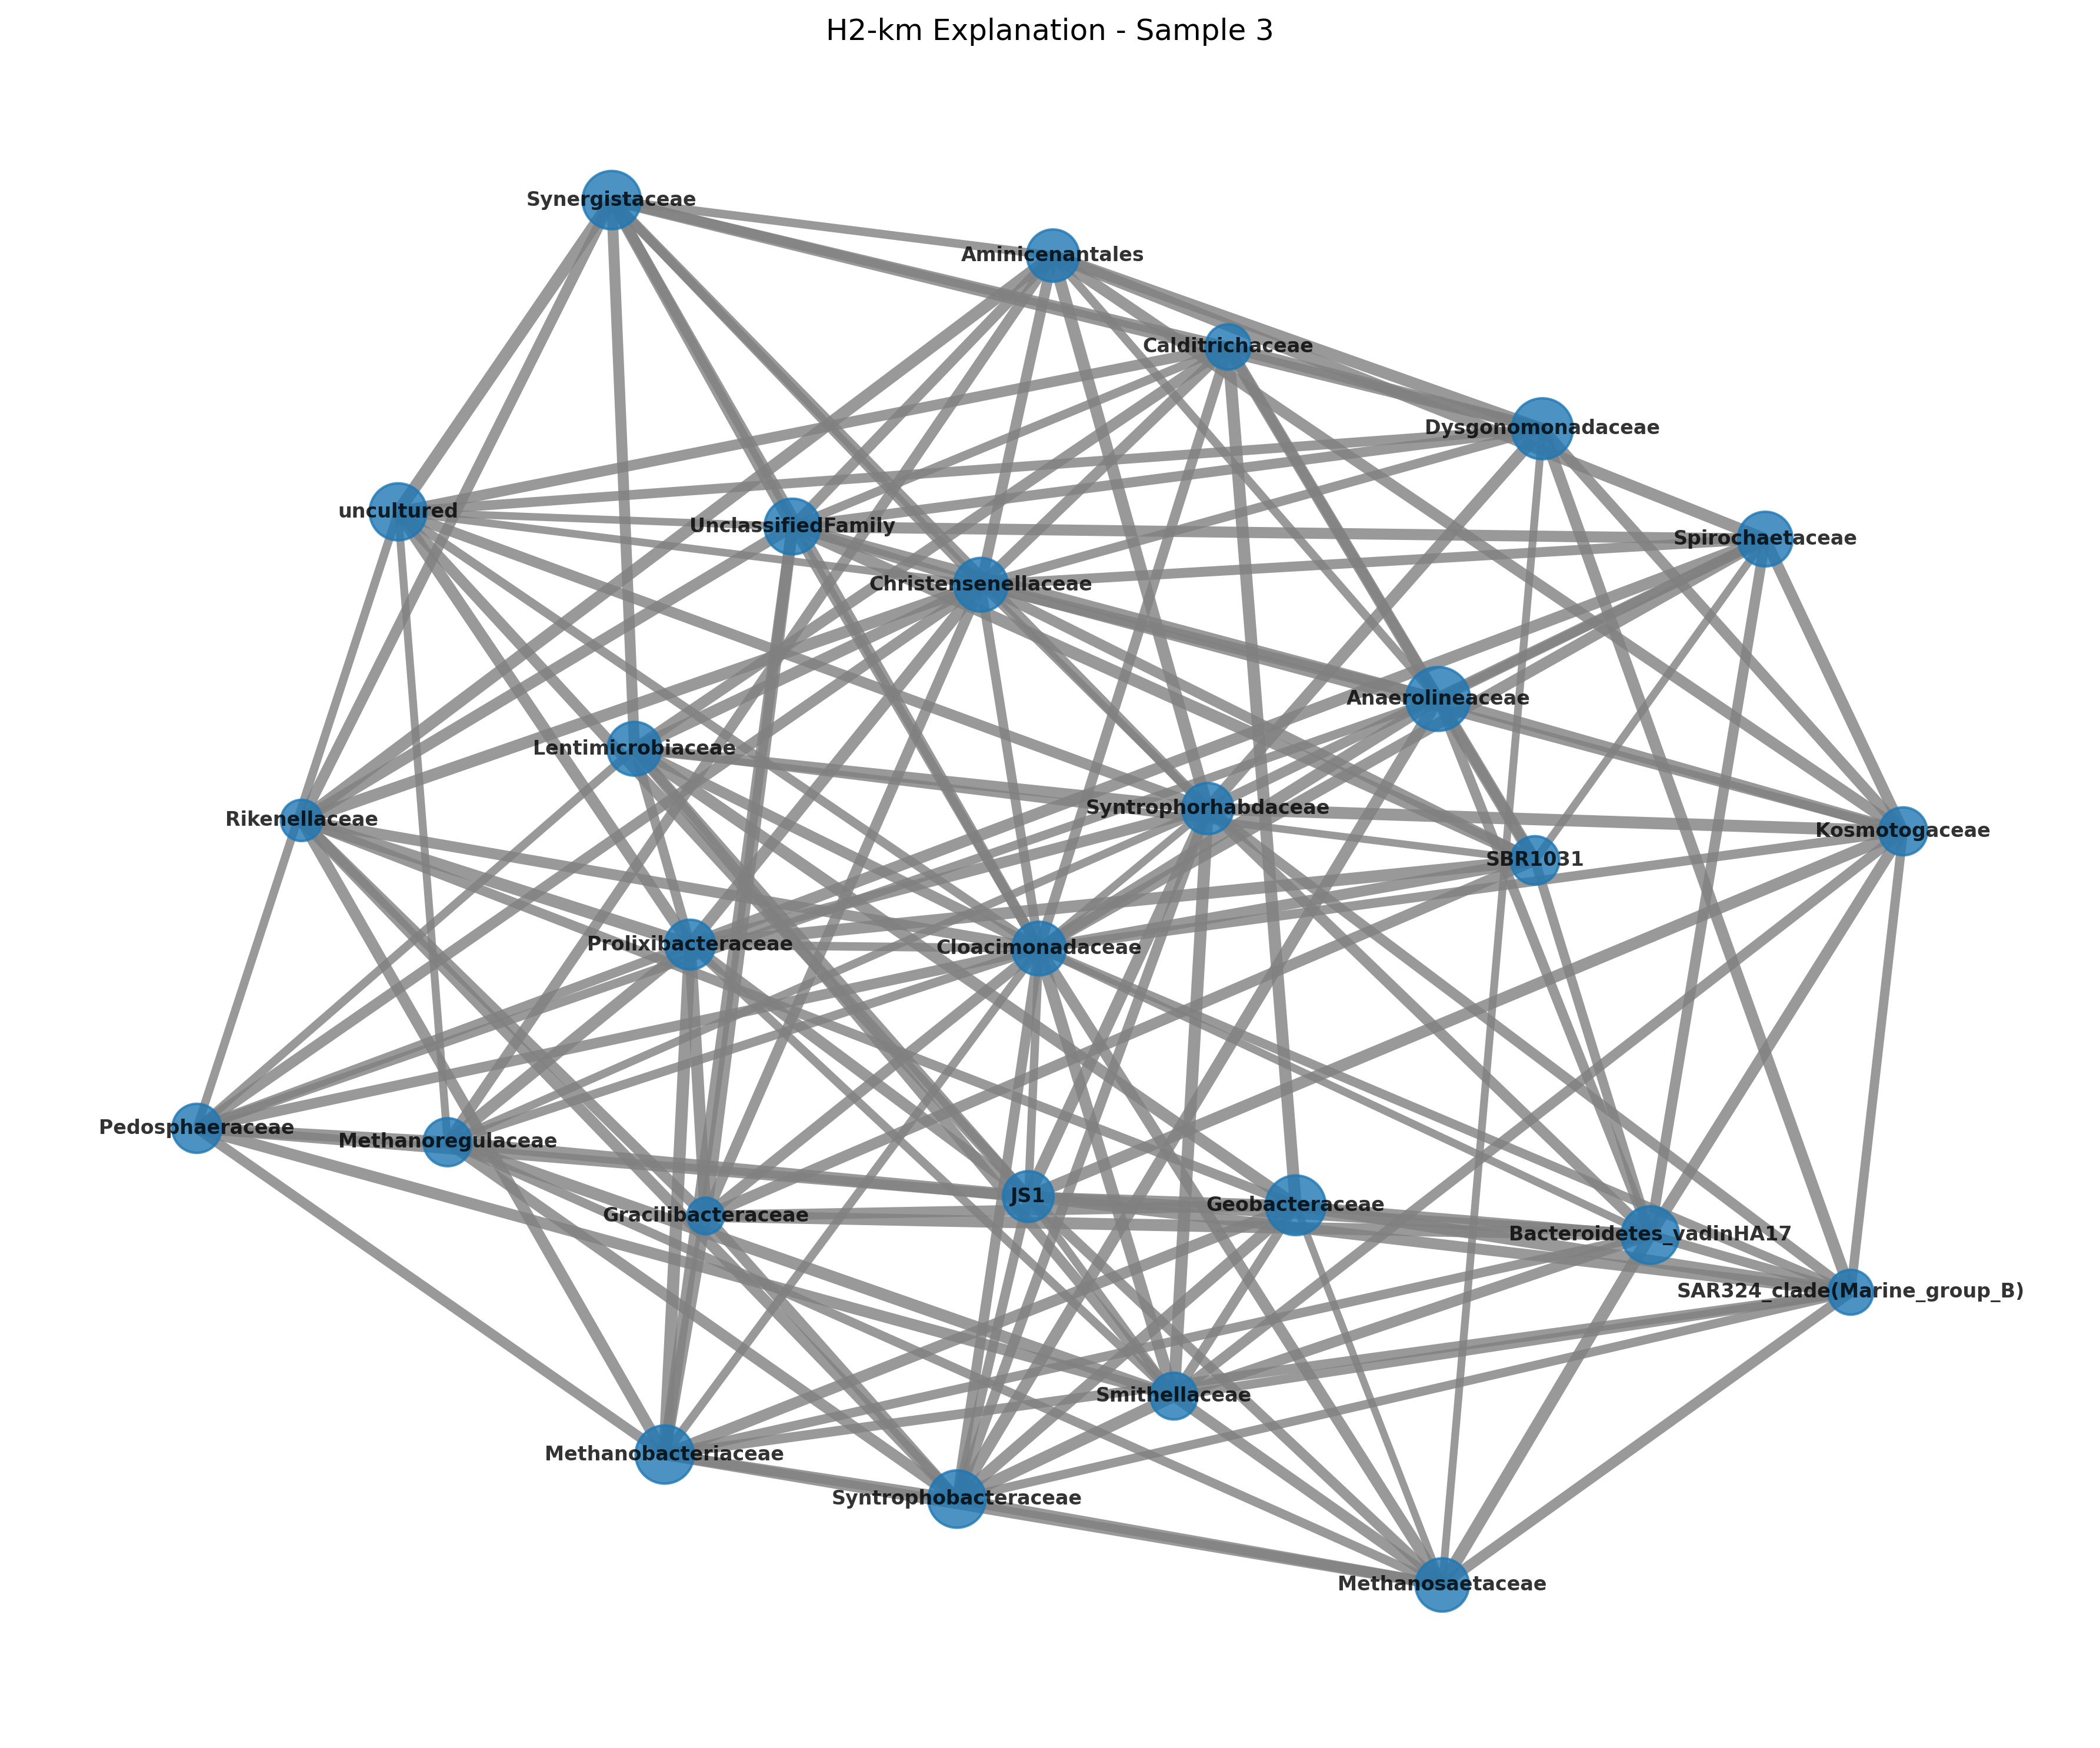 H2-km Explanation - Sample 3
Synergistaceae
Aminicenantales
Calditrichaceae
Dysgonomonadaceae
uncultured
UnclassifiedFamily
Spirochaetaceae
Christensenellaceae
Anaerolineaceae
Lentimicrobiaceae
Syntrophorhabdaceae
Rikenellaceae
Kosmotogaceae
SBR1031
Prolixibacteraceae
Cloacimonadaceae
Pedosphaeraceae
Methanoregulaceae
JS1
Geobacteraceae
Gracilibacteraceae
Bacteroidetes_vadinHA17
SAR324_clade(Marine_group_B)
Smithellaceae
Methanobacteriaceae
Syntrophobacteraceae
Methanosaetaceae